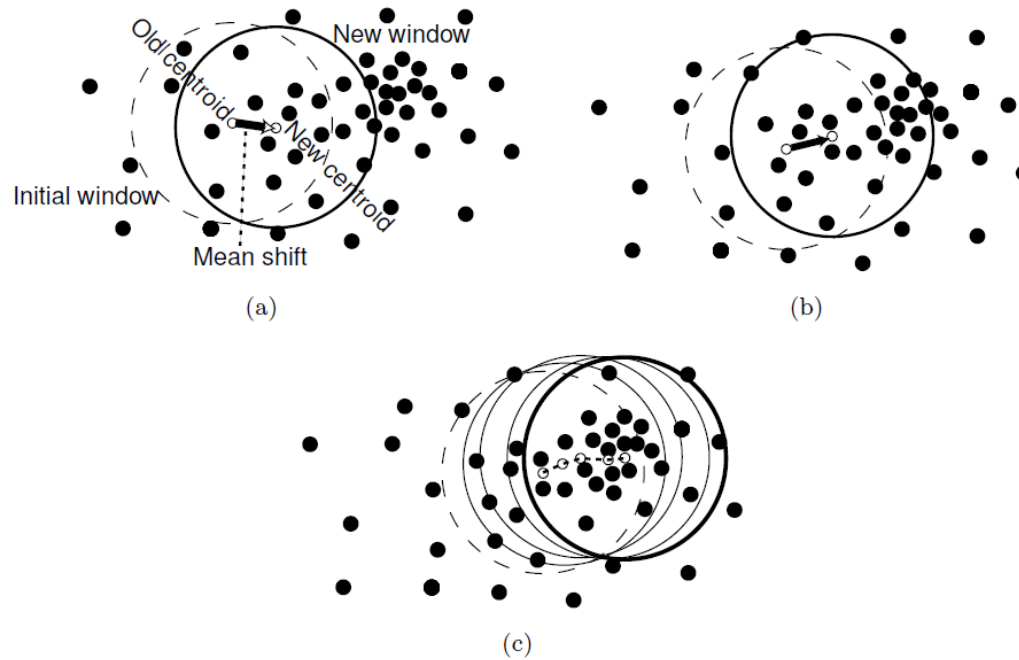 New window
Old centroid
New centroid
Initial window
Mean shift
(a)
(b)
(c)